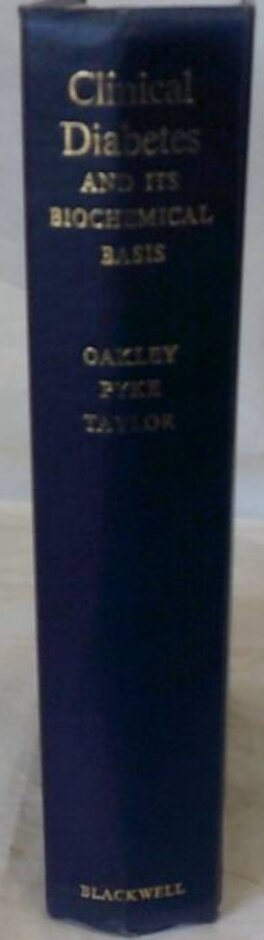 Clinical
Diabetes
AND ITS
BIOCHEMICAL
BASIS
OAKLEY
PYKE
TAYLOR
BLACKWELL